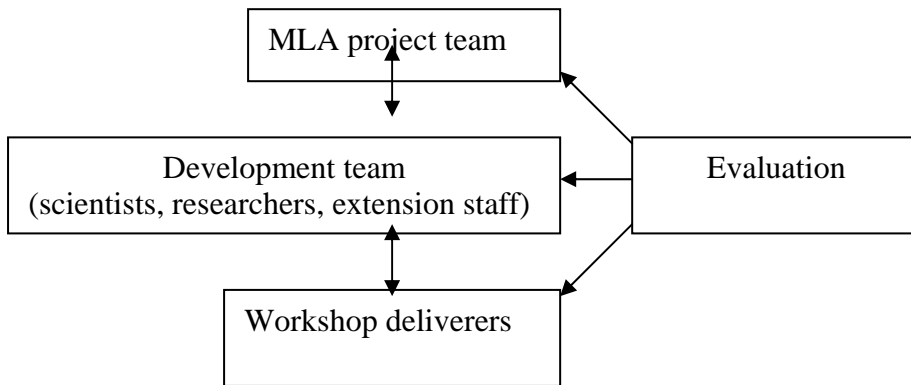 MLA project team
Development team
(scientists, researchers, extension staff)
Evaluation
Workshop deliverers